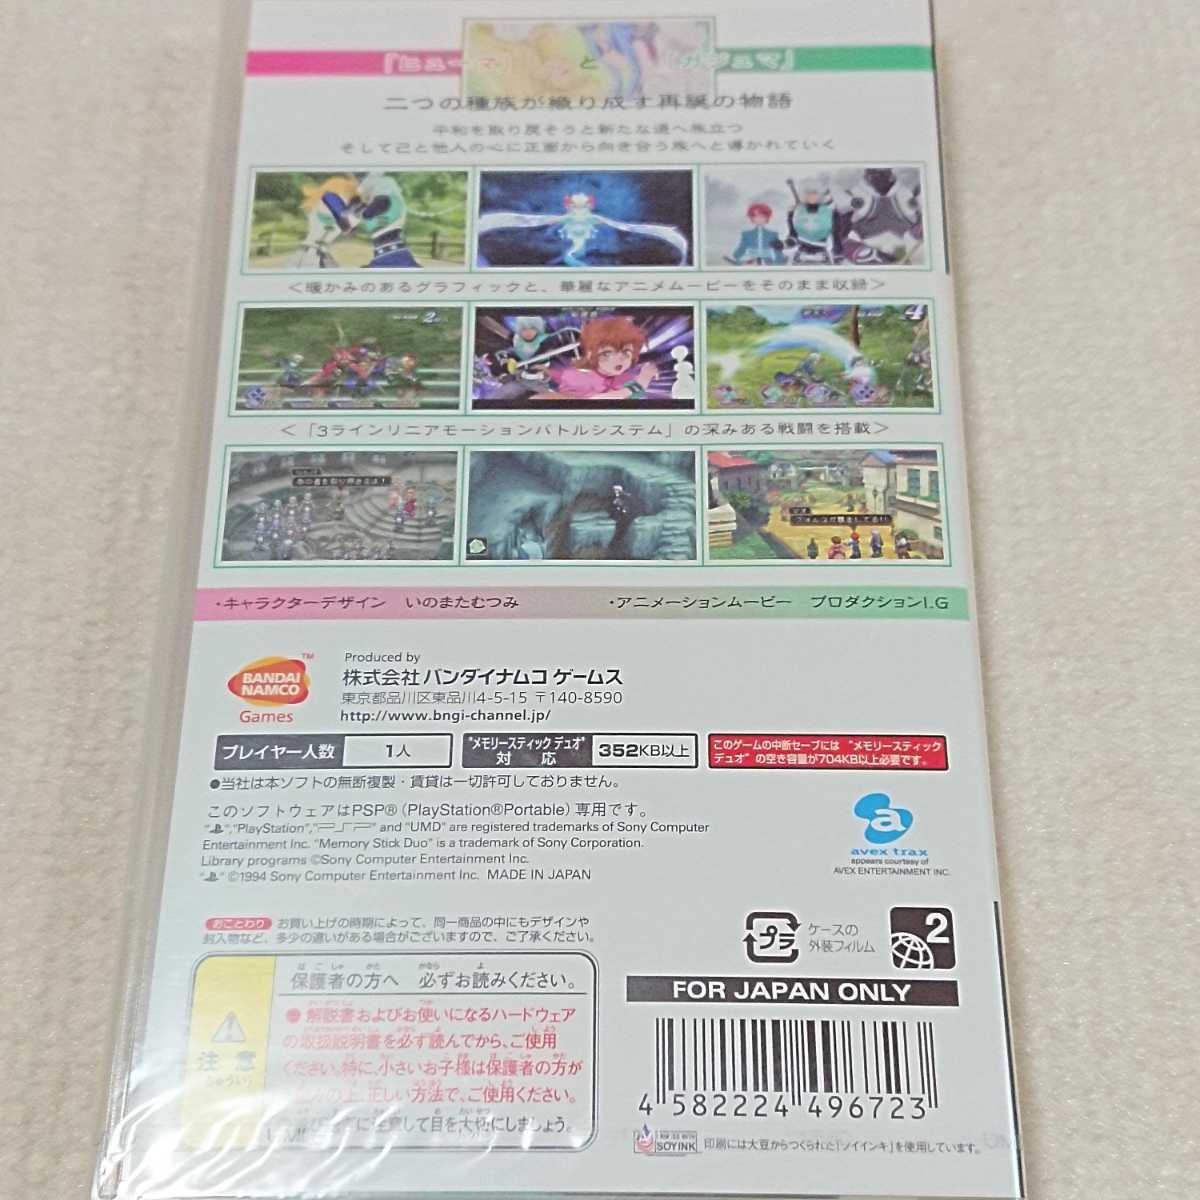 『ヒューマ』と『ガジュマ』
二つの種族が織り成す再誕の物語
平和を取り戻そうと新たな道へ旅立つ
そして己と他人の心に正面から向き合う旅へと導かれていく
＜暖かみのあるグラフィックと、華麗なアニメムービーをそのまま収録＞
2
4
＜「3ラインリニアモーションバトルシステム」の深みある戦闘を搭載＞
・キャラクターデザイン　いのまたむつみ　・アニメーションムービー　プロダクションI.G
BANDAI NAMCO Games
TM
Produced by
株式会社 バンダイナムコ ゲームス
東京都品川区東品川4-5-15 〒140-8590
http://www.bngi-channel.jp/
プレイヤー人数 1人
"メモリースティック デュオ" 対応 352KB以上
このゲームの中断セーブには "メモリースティック デュオ" の空き容量が704KB以上必要です。
●当社は本ソフトの無断複製・賃貸は一切許可しておりません。
このソフトウェアはPSP®（PlayStation®Portable）専用です。
"","PlayStation","PSP" and "UMD" are registered trademarks of Sony Computer
Entertainment Inc. "Memory Stick Duo" is a trademark of Sony Corporation.
Library programs ©Sony Computer Entertainment Inc.
"" ©1994 Sony Computer Entertainment Inc. MADE IN JAPAN
avex trax
appears courtesy of
AVEX ENTERTAINMENT INC.
おことわり お買い上げの時期によって、同一商品の中にもデザインや
封入物など、多少の違いがある場合がございますので、ご了承ください。
プラ
ケースの
外装フィルム
2
保護者の方へ　必ずお読みください。
注意
ちゅうい
●解説書およびお使いになるハードウェア
の取扱説明書を必ず読んでから、ご使用
ください。特に、小さいお子様は保護者の方が
の上、正しい方法で、ご使用ください。
に注意して目を大切にしましょう。
FOR JAPAN ONLY
4 582224 496723
SOYINK
印刷には大豆からつくられた「ソイインキ」を使用しています。